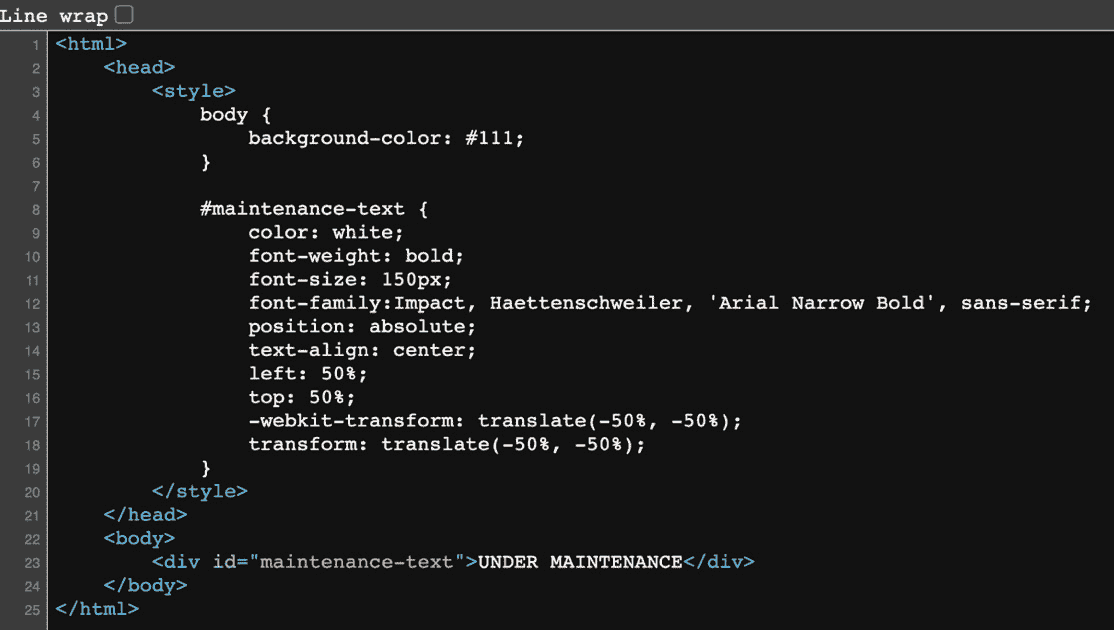 Line wrap
1 <html>
2     <head>
3         <style>
4             body {
5                 background-color: #111;
6             }
7
8             #maintenance-text {
9                 color: white;
10                 font-weight: bold;
11                 font-size: 150px;
12                 font-family:Impact, Haettenschweiler, 'Arial Narrow Bold', sans-serif;
13                 position: absolute;
14                 text-align: center;
15                 left: 50%;
16                 top: 50%;
17                 -webkit-transform: translate(-50%, -50%);
18                 transform: translate(-50%, -50%);
19             }
20         </style>
21     </head>
22     <body>
23         <div id="maintenance-text">UNDER MAINTENANCE</div>
24     </body>
25 </html>